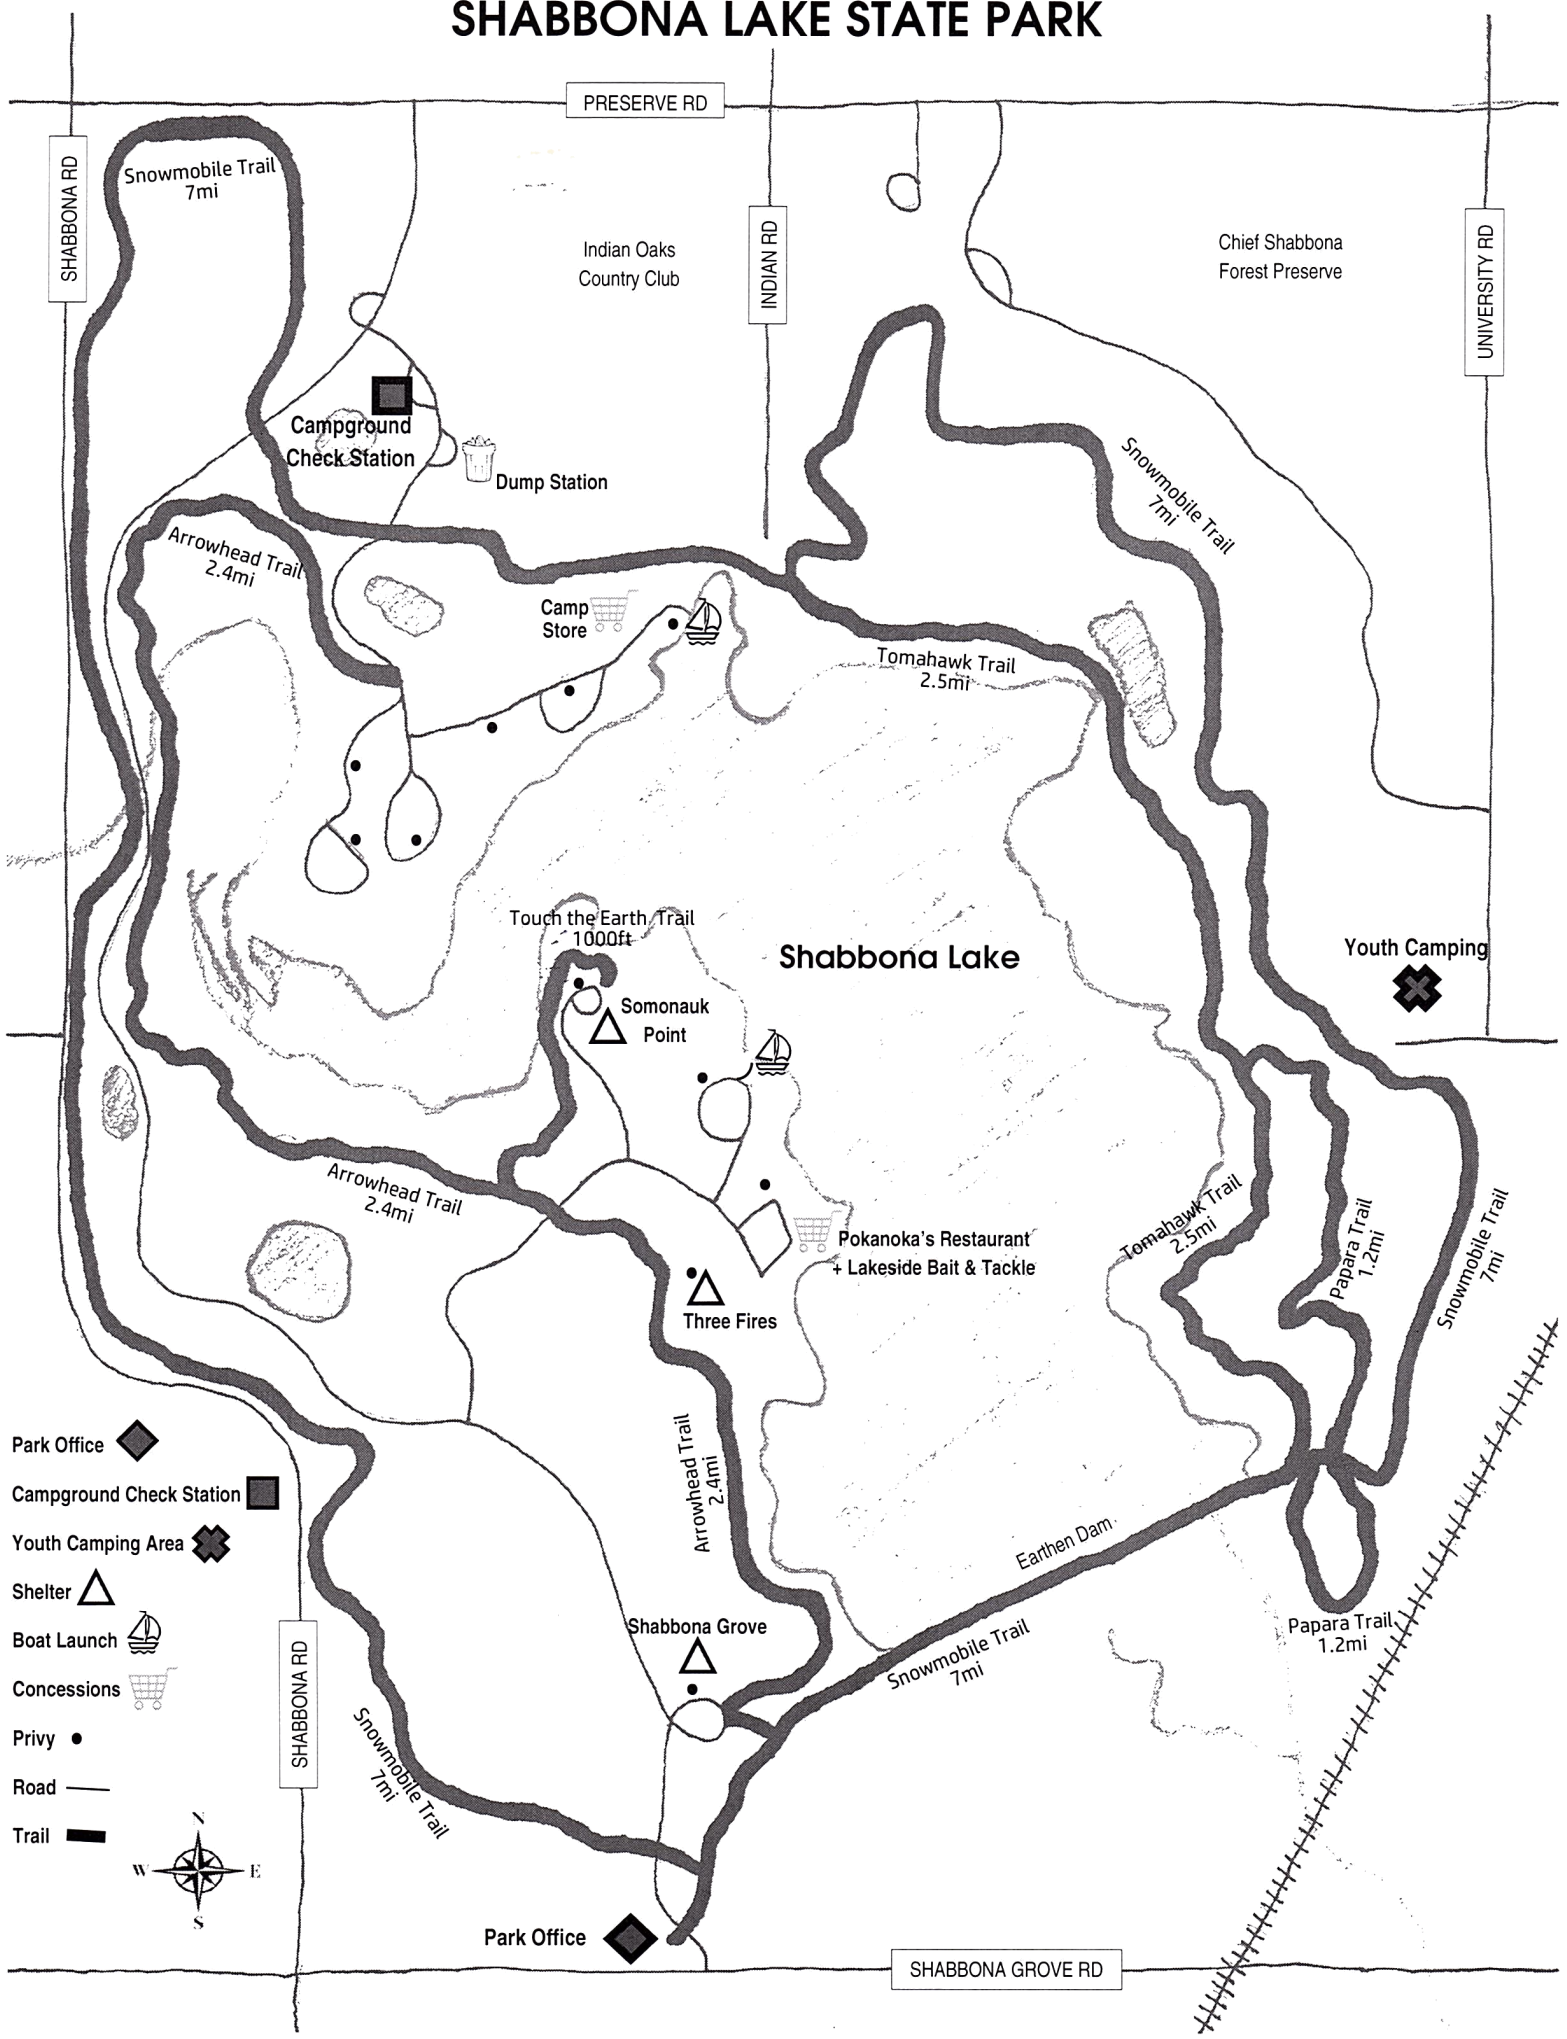 SHABBONA LAKE STATE PARK
PRESERVE RD
SHABBONA RD
Snowmobile Trail
7mi
Indian Oaks
Country Club
INDIAN RD
Chief Shabbona
Forest Preserve
UNIVERSITY RD
Campground
Check Station
Dump Station
Snowmobile Trail
7mi
Arrowhead Trail
2.4mi
Camp
Store
Tomahawk Trail
2.5mi
Touch the Earth Trail
1000ft
Shabbona Lake
Youth Camping
Somonauk
Point
Arrowhead Trail
2.4mi
Tomahawk Trail
2.5mi
Papara Trail
1.2mi
Snowmobile Trail
7mi
Pokanoka's Restaurant
+ Lakeside Bait & Tackle
Three Fires
Arrowhead Trail
2.4mi
Park Office
Campground Check Station
Youth Camping Area
Shelter
Boat Launch
Concessions
Privy
Road
Trail
N
W
E
S
Earthen Dam
Shabbona Grove
Snowmobile Trail
7mi
Papara Trail
1.2mi
SHABBONA RD
Snowmobile Trail
7mi
Park Office
SHABBONA GROVE RD